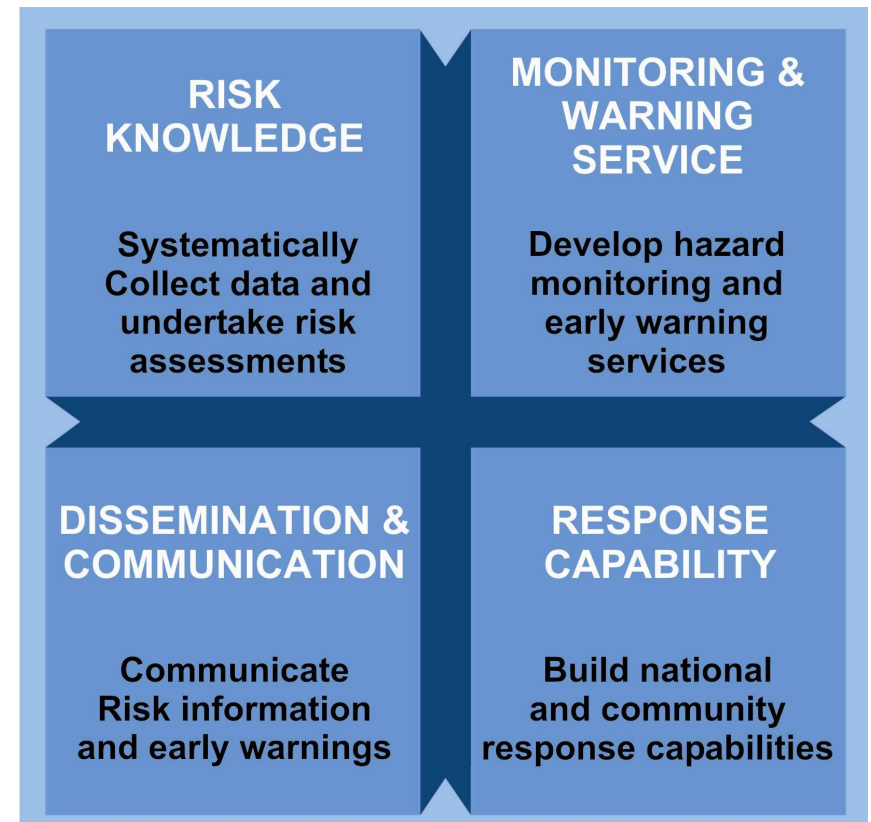 RISK
KNOWLEDGE
Systematically
Collect data and
undertake risk
assessments
MONITORING &
WARNING
SERVICE
Develop hazard
monitoring and
early warning
services
DISSEMINATION &
COMMUNICATION
Communicate
Risk information
and early warnings
RESPONSE
CAPABILITY
Build national
and community
response capabilities